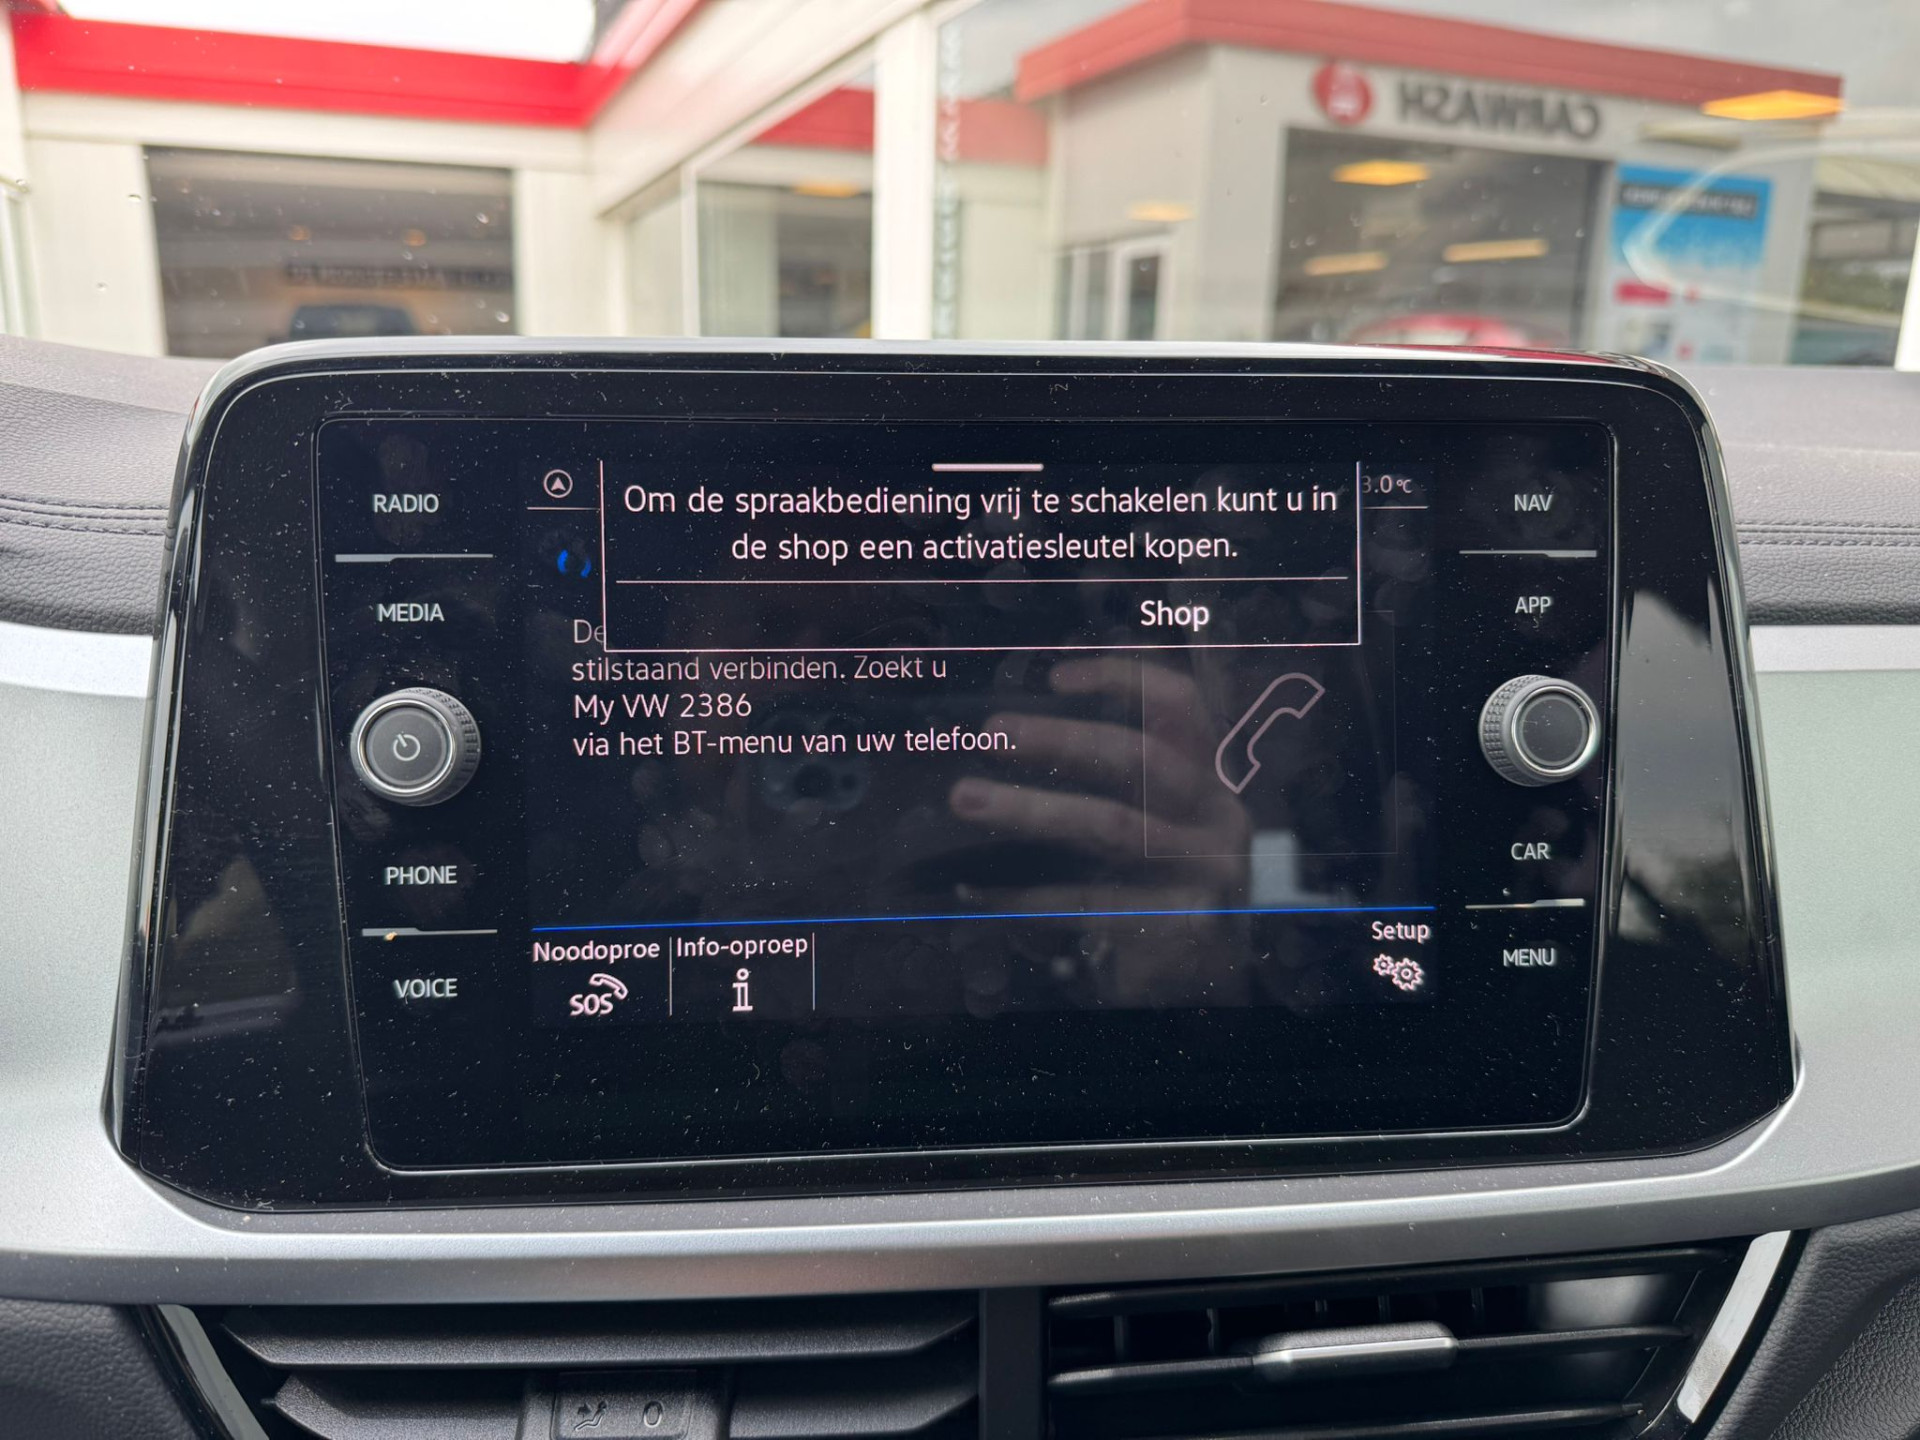 CARWASH
RADIO
MEDIA
PHONE
VOICE
3.0°C
Om de spraakbediening vrij te schakelen kunt u in
de shop een activatiesleutel kopen.
Shop
De
stilstaand verbinden. Zoekt u
My VW 2386
via het BT-menu van uw telefoon.
Noodoproe
SOS
Info-oproep
i
Setup
NAV
APP
CAR
MENU
0